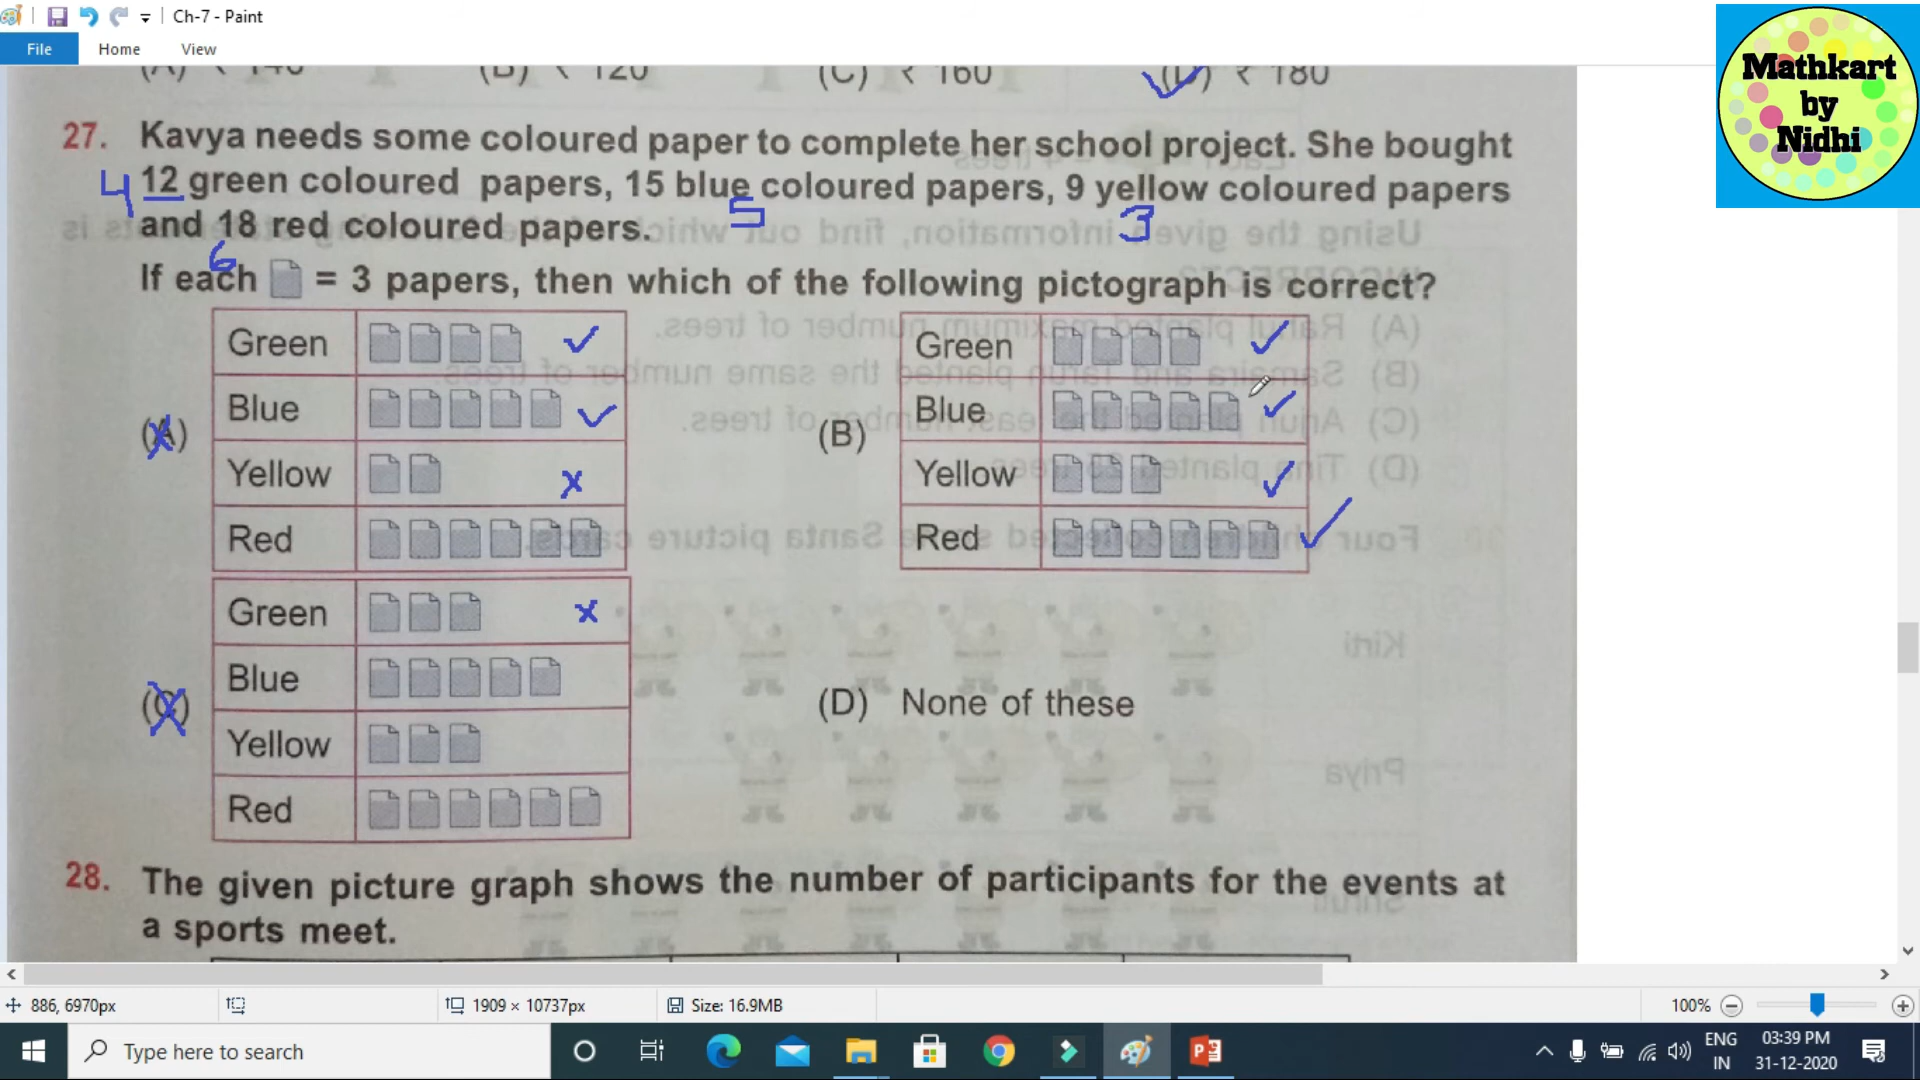 Ch-7 - Paint
File Home View
(A) ₹ 140 (B) ₹ 120 (C) ₹ 160 (D) ₹ 180
27. Kavya needs some coloured paper to complete her school project. She bought
4 12 green coloured papers, 15 blue coloured papers, 9 yellow coloured papers
5 3
and 18 red coloured papers.
6
If each = 3 papers, then which of the following pictograph is correct?
(A)
Green
Blue
Yellow
Red
(B)
Green
Blue
Yellow
Red
(C)
Green
Blue
Yellow
Red
(D) None of these
28. The given picture graph shows the number of participants for the events at
a sports meet.
Mathkart
by
Nidhi
886, 6970px 1909 × 10737px Size: 16.9MB 100%
Type here to search
ENG
IN
03:39 PM
31-12-2020